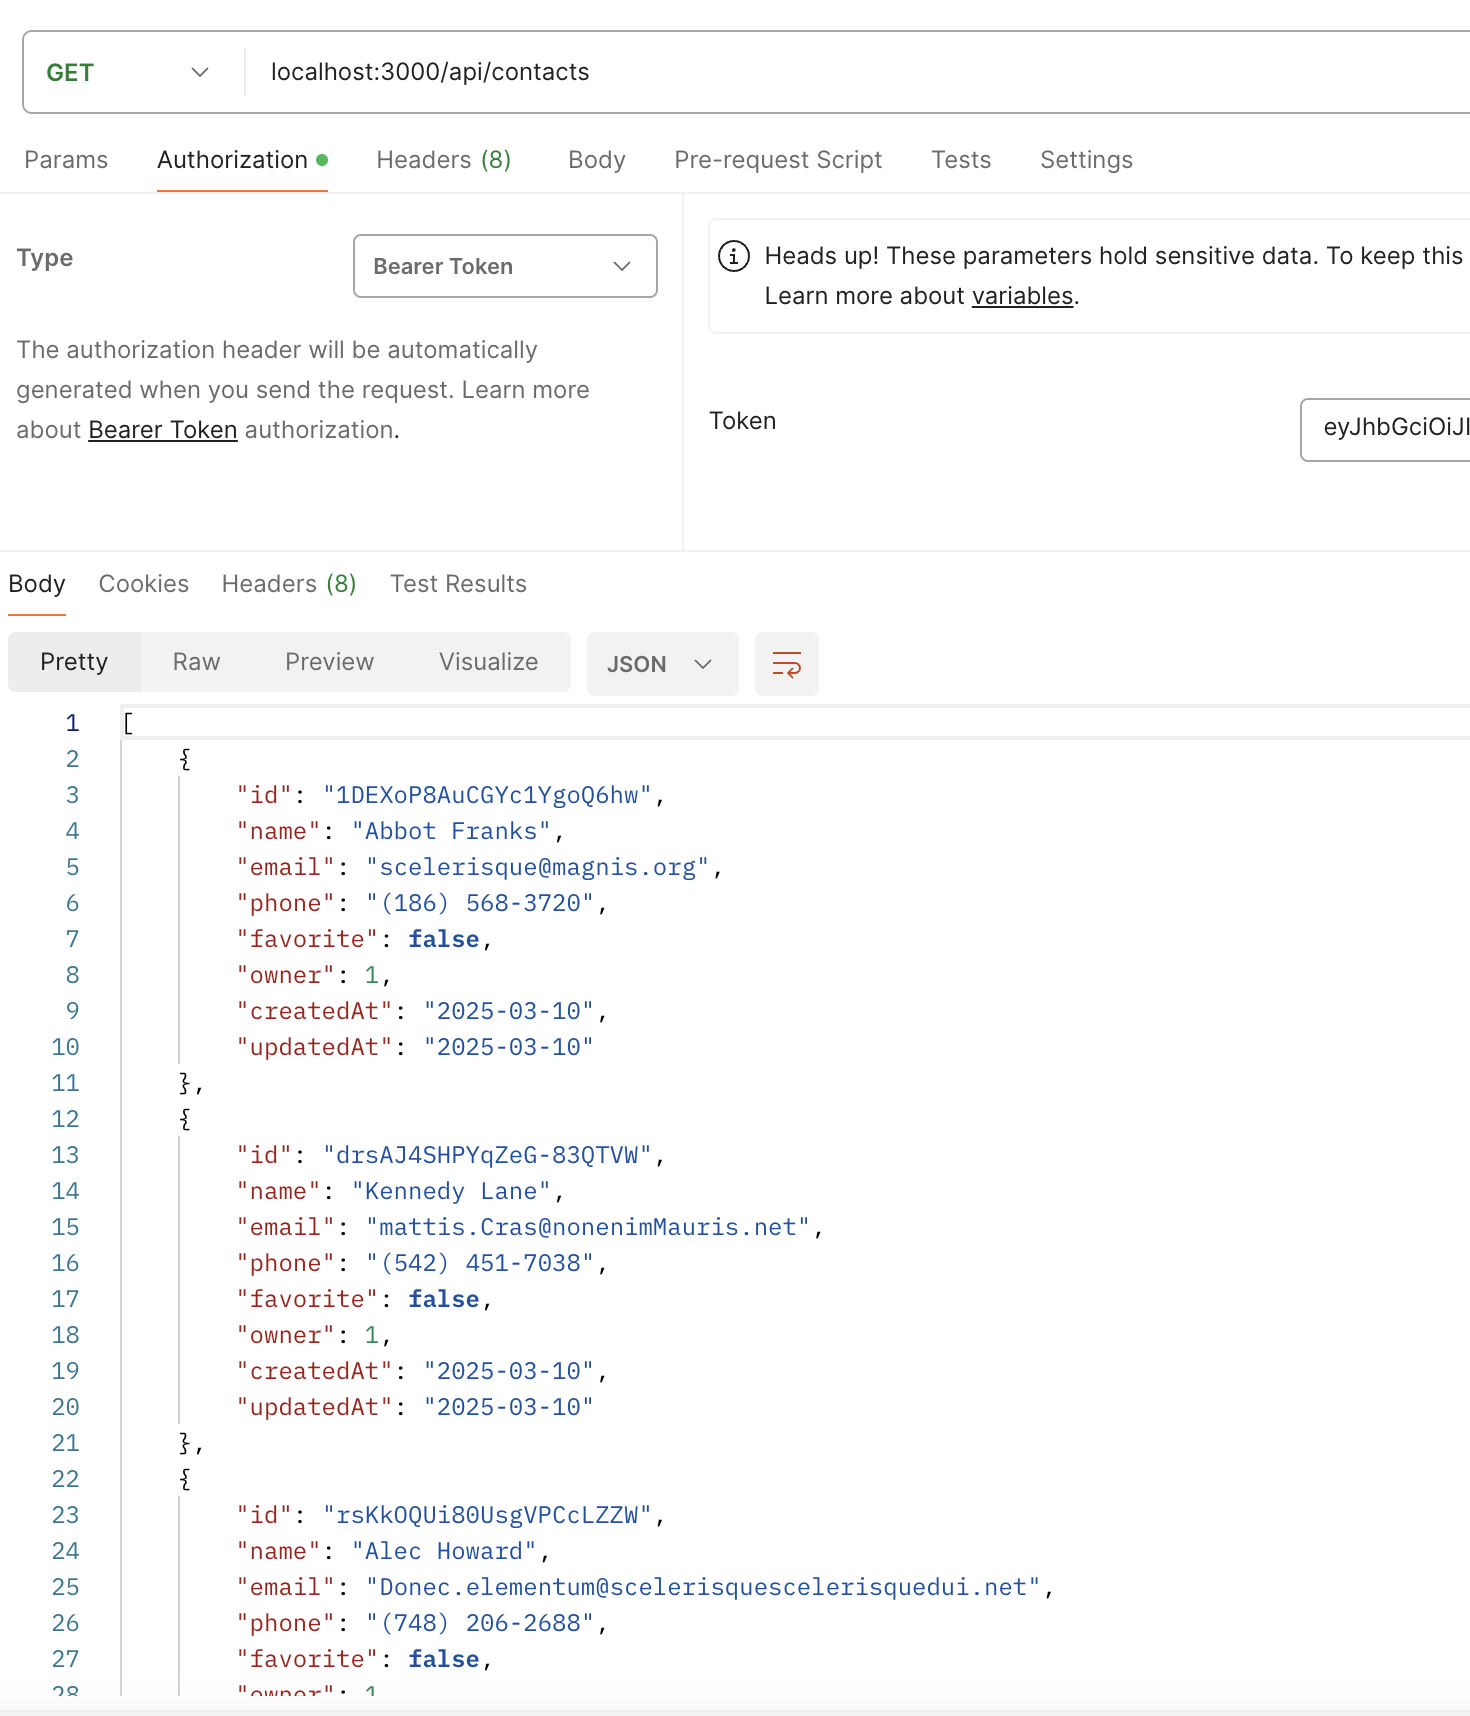 GET localhost:3000/api/contacts
Params Authorization Headers (8) Body Pre-request Script Tests Settings
Type
Bearer Token
The authorization header will be automatically
generated when you send the request. Learn more
about Bearer Token authorization.
Heads up! These parameters hold sensitive data. To keep this
Learn more about variables.
Token
eyJhbGciOiJI
Body Cookies Headers (8) Test Results
Pretty Raw Preview Visualize JSON
1 [
2 {
3 "id": "1DEXoP8AuCGYc1YgoQ6hw",
4 "name": "Abbot Franks",
5 "email": "scelerisque@magnis.org",
6 "phone": "(186) 568-3720",
7 "favorite": false,
8 "owner": 1,
9 "createdAt": "2025-03-10",
10 "updatedAt": "2025-03-10"
11 },
12 {
13 "id": "drsAJ4SHPYqZeG-83QTVW",
14 "name": "Kennedy Lane",
15 "email": "mattis.Cras@nonenimMauris.net",
16 "phone": "(542) 451-7038",
17 "favorite": false,
18 "owner": 1,
19 "createdAt": "2025-03-10",
20 "updatedAt": "2025-03-10"
21 },
22 {
23 "id": "rsKkOQUi80UsgVPCcLZZW",
24 "name": "Alec Howard",
25 "email": "Donec.elementum@scelerisquescelerisquedui.net",
26 "phone": "(748) 206-2688",
27 "favorite": false,
28 "owner": 1